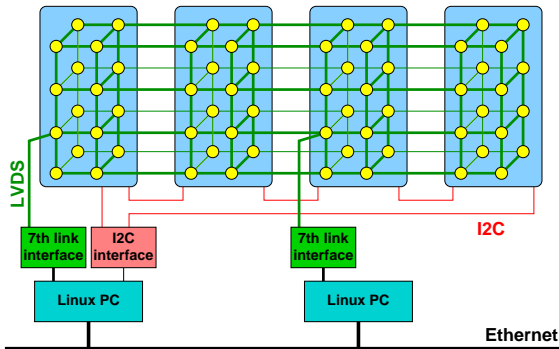 LVDS
7th link
interface
I2C
interface
7th link
interface
I2C
Linux PC
Linux PC
Ethernet